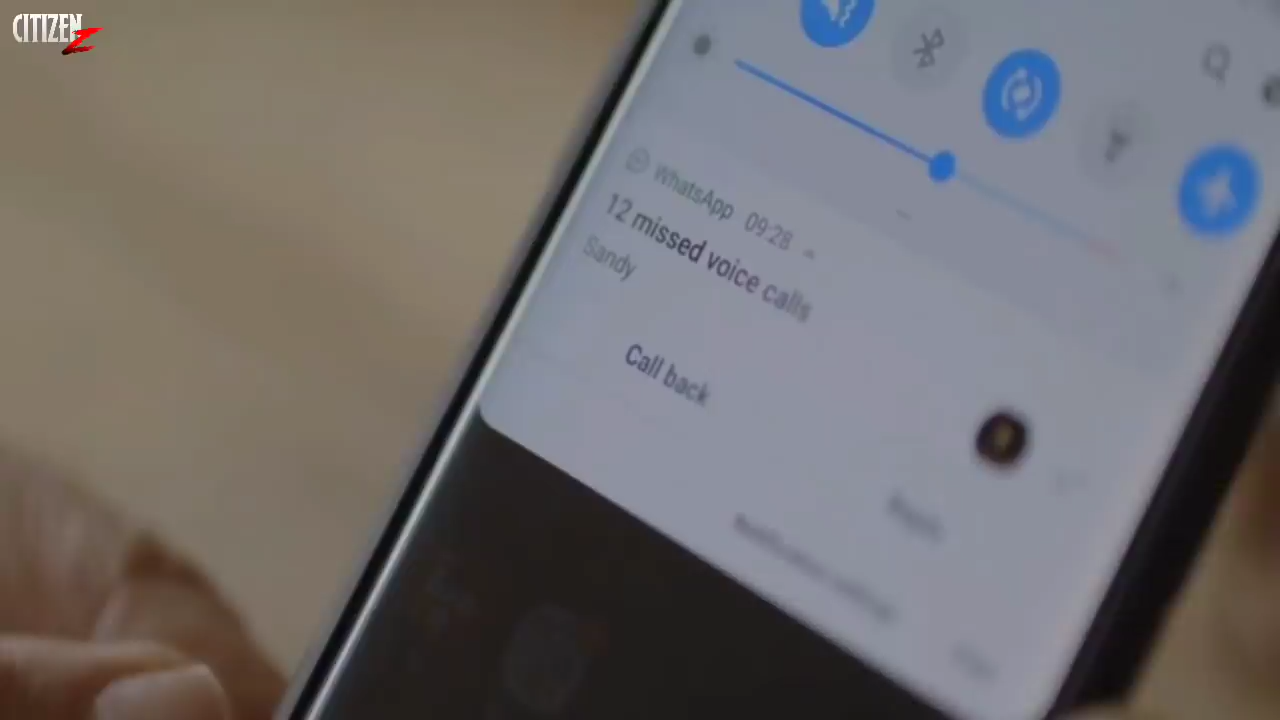 CITIZEN Z
WhatsApp 09:28
12 missed voice calls
Sandy
Call back